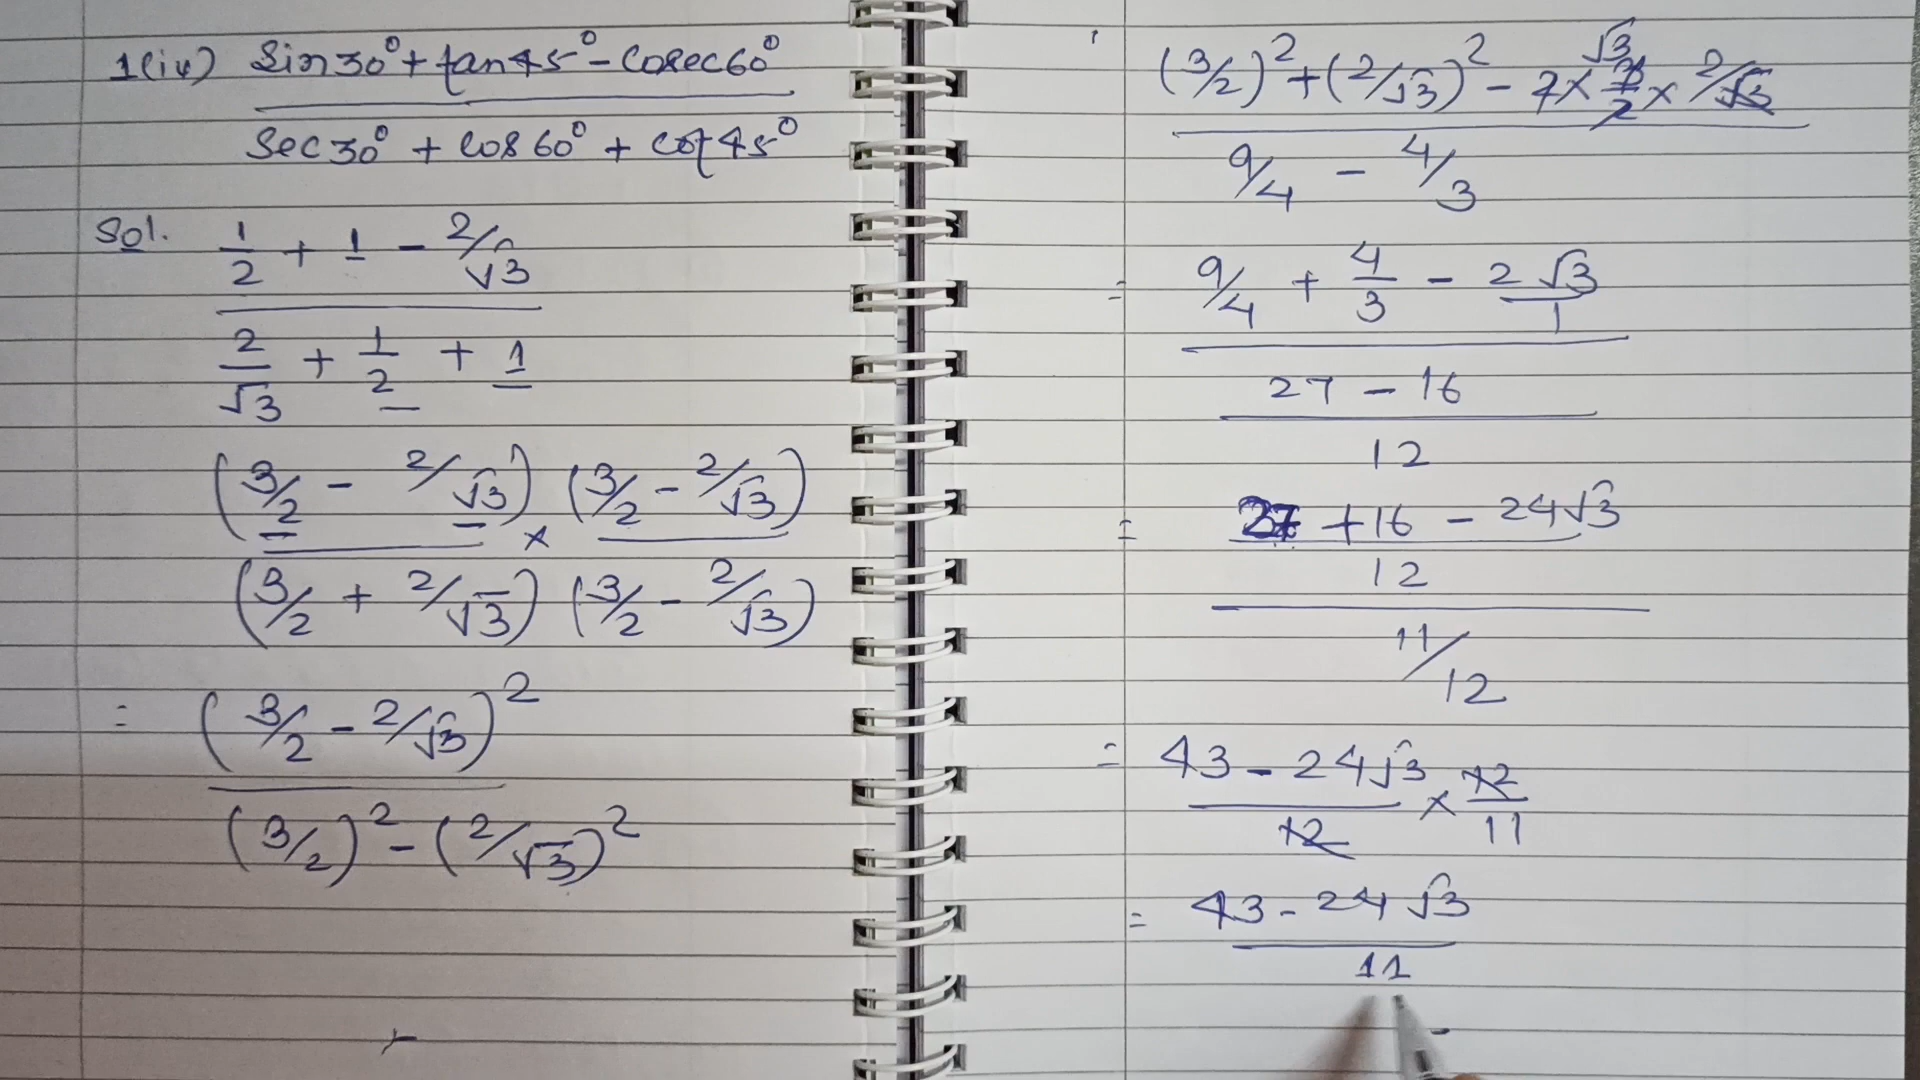 1(iv) Sin30° + tan45° - Cosec60°
Sec30° + Cos60° + Cot45°
Sol. 1/2 + 1 - 2/√3
2/√3 + 1/2 + 1
(3/2 - 2/√3) × (3/2 - 2/√3)
(3/2 + 2/√3) (3/2 - 2/√3)
= (3/2 - 2/√3)²
(3/2)² - (2/√3)²
(3/2)² + (2/√3)² - 2 × 3/2 × 2/√3
√3
9/4 - 4/3
= 9/4 + 4/3 - 2√3/1
27 - 16
12
= 27 + 16 - 24√3
12
11/12
= 43 - 24√3 × 12
12 11
= 43 - 24√3
11